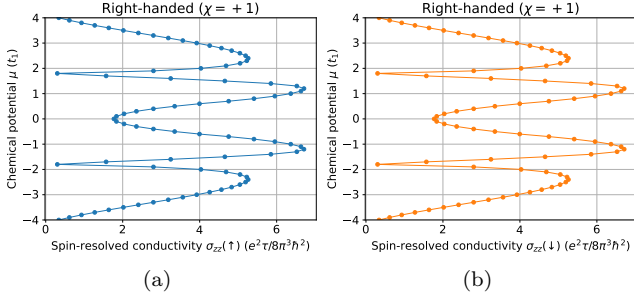 Right-handed (χ = +1)
Chemical potential μ (t₁)
4
3
2
1
0
−1
−2
−3
−4
0 2 4 6
Spin-resolved conductivity σzz(↑) (e²τ/8π³ℏ²)
(a)
Right-handed (χ = +1)
Chemical potential μ (t₁)
4
3
2
1
0
−1
−2
−3
−4
0 2 4 6
Spin-resolved conductivity σzz(↓) (e²τ/8π³ℏ²)
(b)